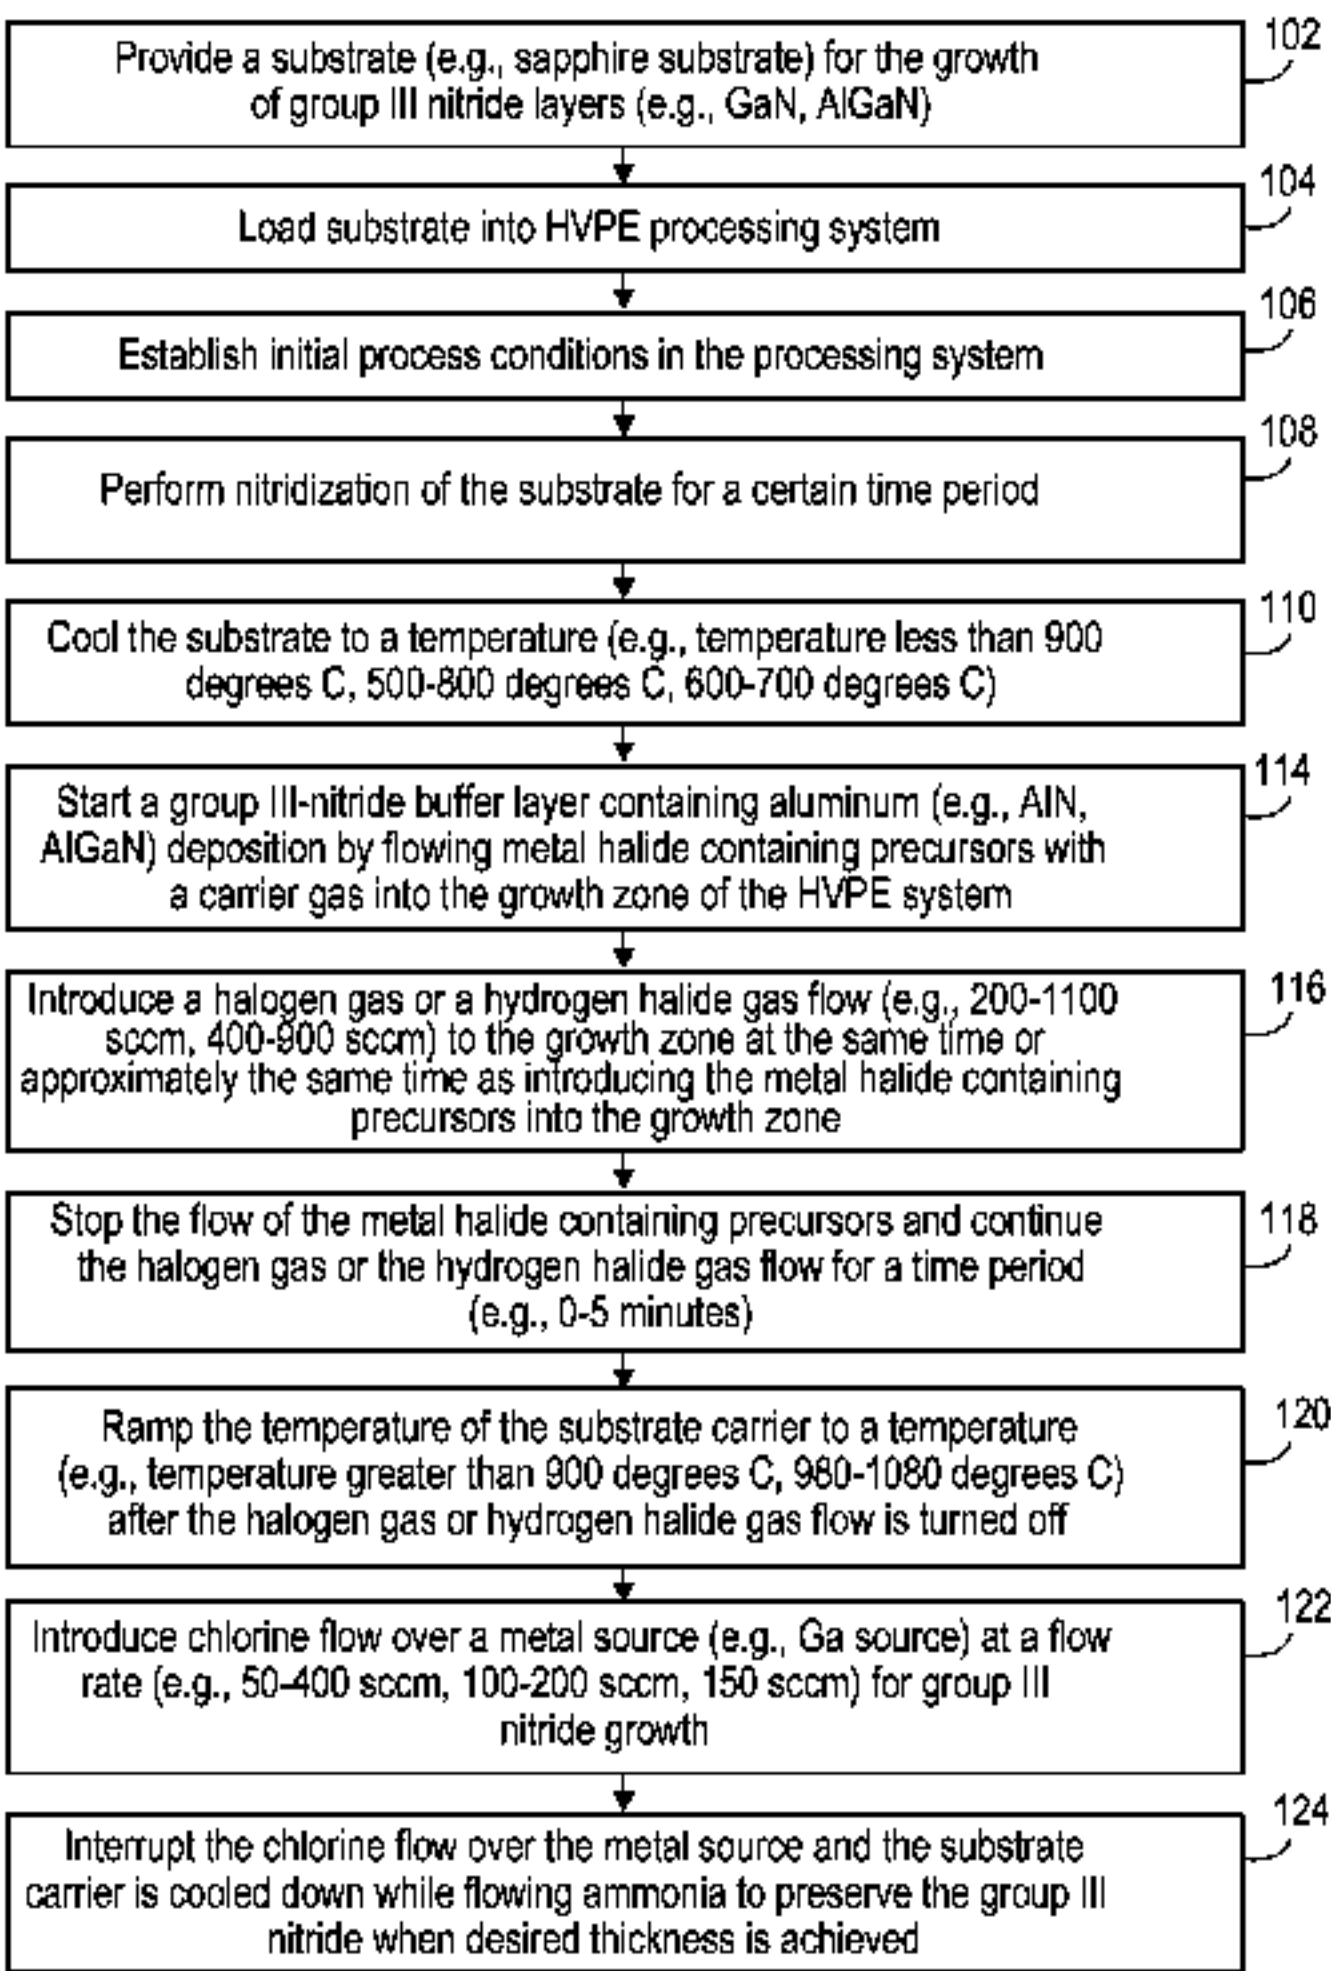 102
Provide a substrate (e.g., sapphire substrate) for the growth
of group III nitride layers (e.g., GaN, AlGaN)
104
Load substrate into HVPE processing system
106
Establish initial process conditions in the processing system
108
Perform nitridization of the substrate for a certain time period
110
Cool the substrate to a temperature (e.g., temperature less than 900
degrees C, 500-800 degrees C, 600-700 degrees C)
114
Start a group III-nitride buffer layer containing aluminum (e.g., AlN,
AlGaN) deposition by flowing metal halide containing precursors with
a carrier gas into the growth zone of the HVPE system
116
Introduce a halogen gas or a hydrogen halide gas flow (e.g., 200-1100
sccm, 400-900 sccm) to the growth zone at the same time or
approximately the same time as introducing the metal halide containing
precursors into the growth zone
118
Stop the flow of the metal halide containing precursors and continue
the halogen gas or the hydrogen halide gas flow for a time period
(e.g., 0-5 minutes)
120
Ramp the temperature of the substrate carrier to a temperature
(e.g., temperature greater than 900 degrees C, 980-1080 degrees C)
after the halogen gas or hydrogen halide gas flow is turned off
122
Introduce chlorine flow over a metal source (e.g., Ga source) at a flow
rate (e.g., 50-400 sccm, 100-200 sccm, 150 sccm) for group III
nitride growth
124
Interrupt the chlorine flow over the metal source and the substrate
carrier is cooled down while flowing ammonia to preserve the group III
nitride when desired thickness is achieved